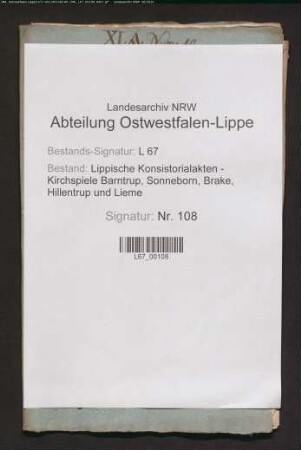 XI. A.
Landesarchiv NRW
Abteilung Ostwestfalen-Lippe
Bestands-Signatur: L 67
Bestand: Lippische Konsistorialakten -
Kirchspiele Barntrup, Sonneborn, Brake,
Hillentrup und Lieme
Signatur: Nr. 108
L67_00108